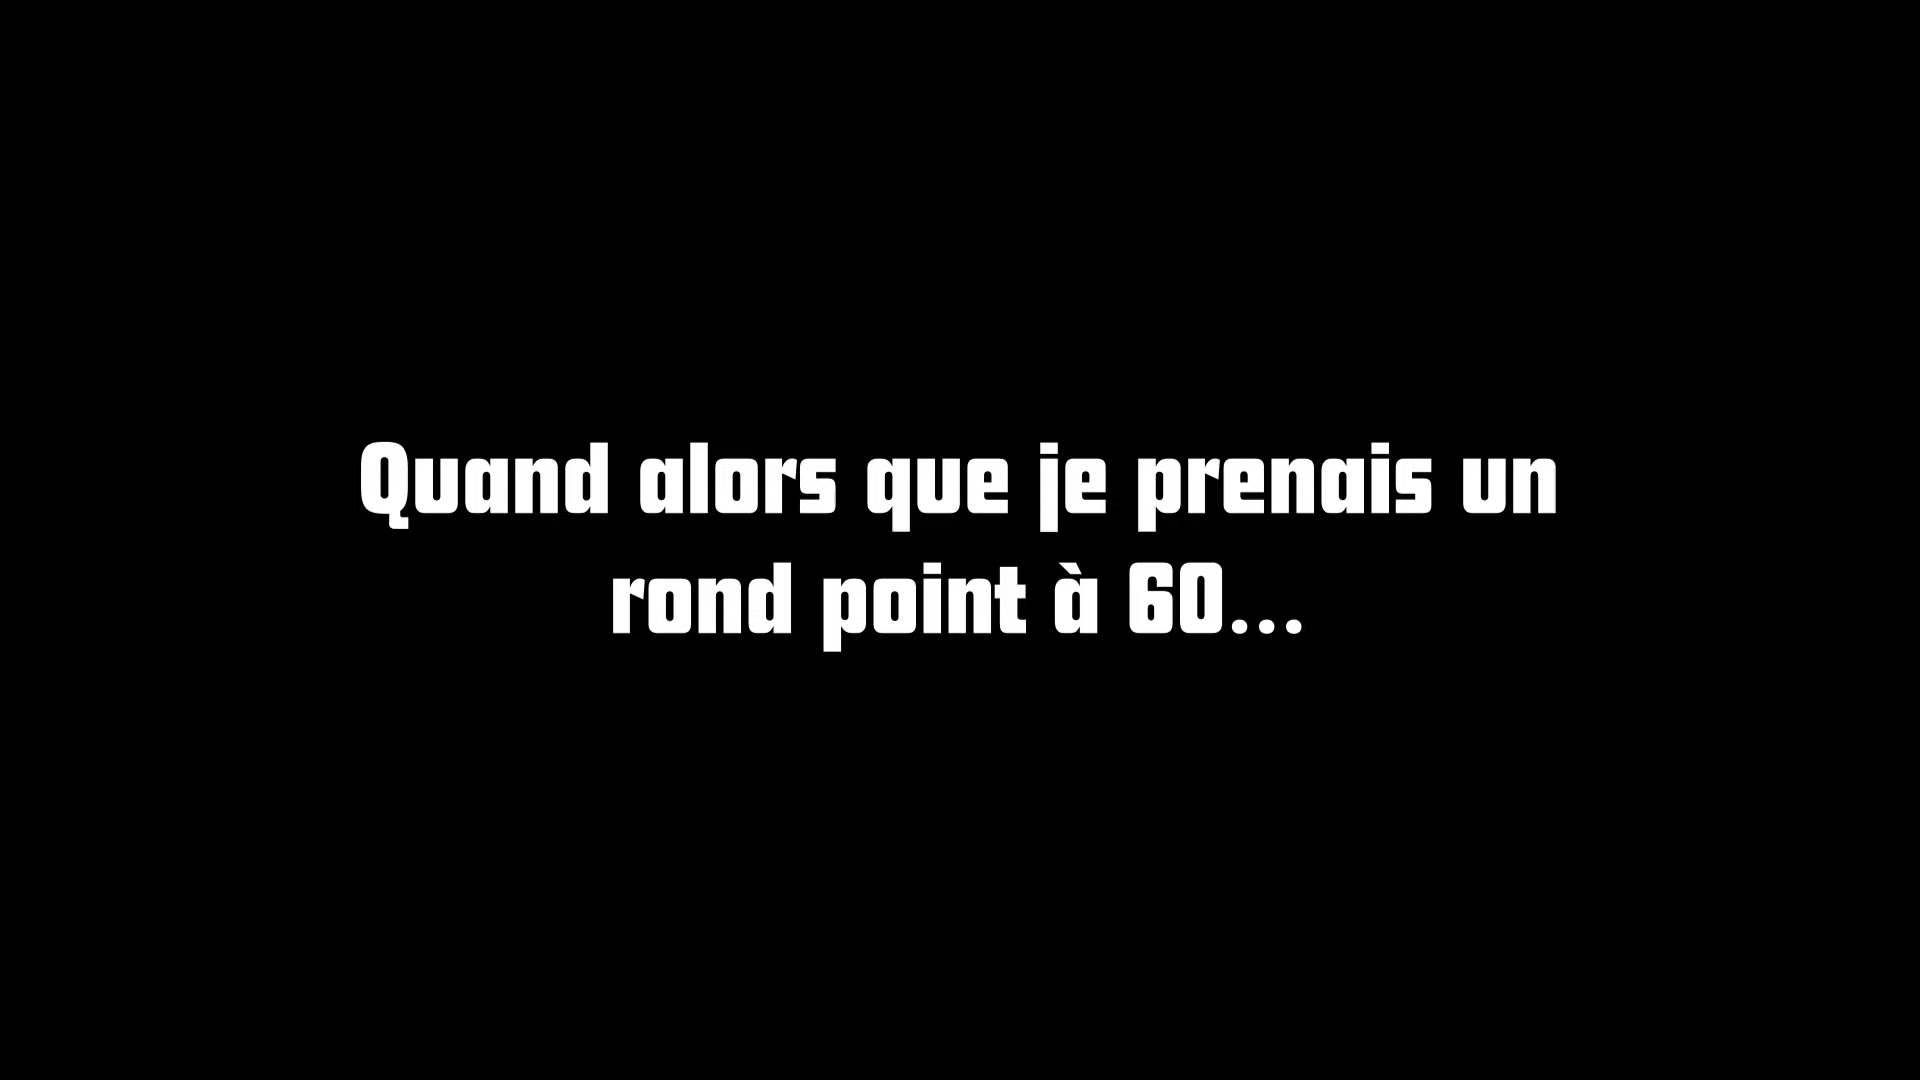 Quand alors que je prenais un
rond point à 60...